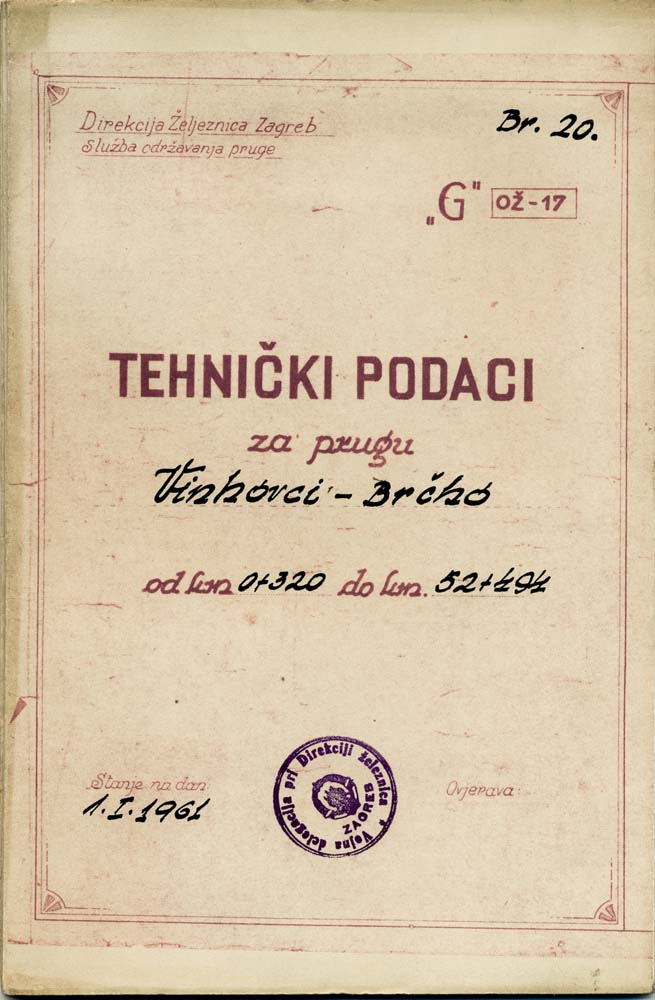 Direkcija Željeznica Zagreb
Služba održavanja pruge
Br. 20.
„G" OŽ-17
TEHNIČKI PODACI
za prugu
Vinkovci - Brčko
od km 0+320 do km. 52+494
Stanje na dan:
1.I.1961
Ovjerava:
Vojna delegacija pri Direkciji železnica
ZAGREB